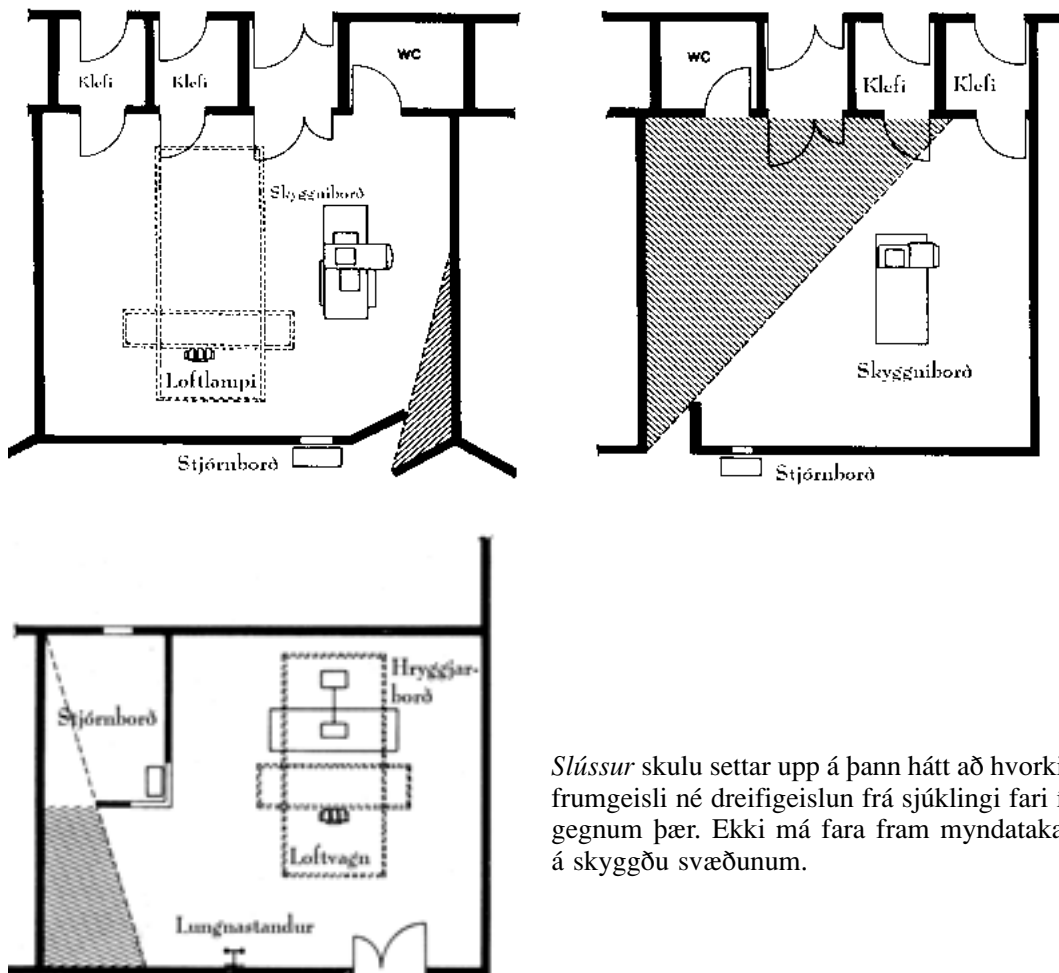 Klefi
Klefi
WC
Skyggniborð
Loftlampi
Stjórnborð
WC
Klefi
Klefi
Skyggniborð
Stjórnborð
Hryggjar-
borð
Stjórnborð
Loftvagn
Lungnastandur
Slússur skulu settar upp á þann hátt að hvorki
frumgeisli né dreifigeislun frá sjúklingi fari í
gegnum þær. Ekki má fara fram myndataka
á skyggðu svæðunum.